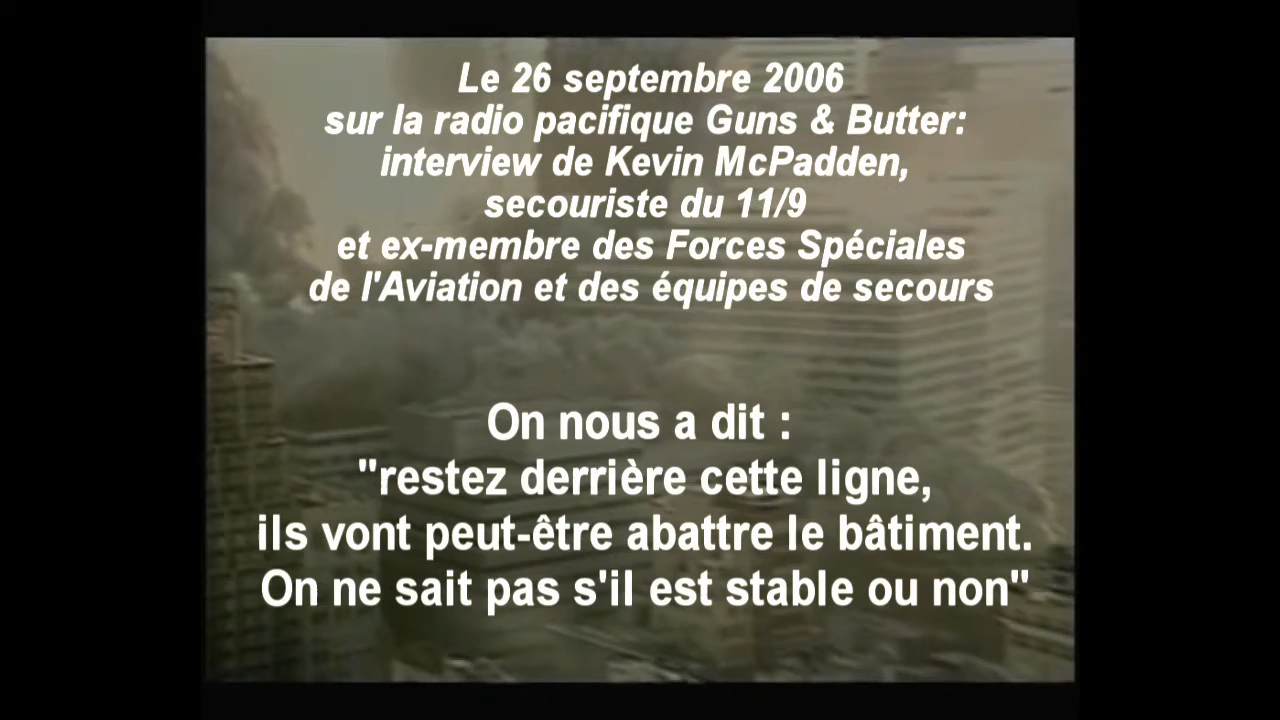 Le 26 septembre 2006
sur la radio pacifique Guns & Butter:
interview de Kevin McPadden,
secouriste du 11/9
et ex-membre des Forces Spéciales
de l'Aviation et des équipes de secours
On nous a dit :
"restez derrière cette ligne,
ils vont peut-être abattre le bâtiment.
On ne sait pas s'il est stable ou non"